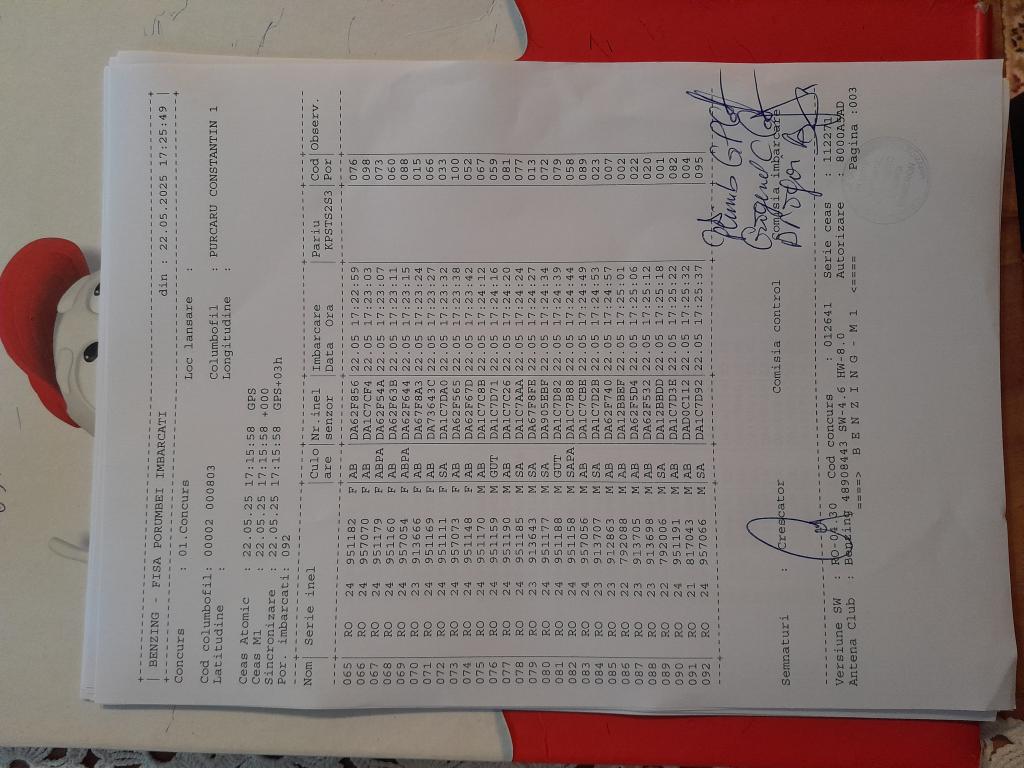 | BENZING - FISA PORUMBEI IMBARCATI din : 22.05.2025 17:25:49 |
Concurs : 01.Concurs Loc lansare :
Cod columbofil: 00002 000803 Columbofil : PURCARU CONSTANTIN 1
Latitudine : Longitudine :
Ceas Atomic : 22.05.25 17:15:58 GPS
Ceas M1 : 22.05.25 17:15:58 +000
Sincronizare : 22.05.25 17:15:58 GPS+03h
Por. imbarcati: 092
Nom | Serie inel |Culo|Nr.inel |Imbarcare |Pariu |Cod|Observ.
are |senzor |Data Ora |KPSTS2S3|Por
065 RO 24 951182 F AB DA62F856 22.05 17:22:59 076
066 RO 24 957070 F AB DA1C7CF4 22.05 17:23:03 098
067 RO 24 951179 F ABPA DA62F54A 22.05 17:23:07 073
068 RO 24 951160 F AB DA62F63B 22.05 17:23:11 063
069 RO 24 957054 F ABPA DA62F644 22.05 17:23:15 088
070 RO 23 913666 F AB DA67F8A3 22.05 17:23:24 015
071 RO 24 951169 F AB DA73643C 22.05 17:23:27 066
072 RO 24 951111 F SA DA1C7DA0 22.05 17:23:32 033
073 RO 24 957073 F AB DA62F565 22.05 17:23:38 100
074 RO 24 951148 F AB DA62F67D 22.05 17:23:42 052
075 RO 24 951170 M AB DA1C7C8B 22.05 17:24:12 067
076 RO 24 951159 M GUT DA1C7D71 22.05 17:24:16 059
077 RO 24 951190 M AB DA1C7C26 22.05 17:24:20 081
078 RO 24 951185 M SA DA1C7AAA 22.05 17:24:24 077
079 RO 23 913643 M SA DA67F7FE 22.05 17:24:27 013
080 RO 24 951177 M SA DA905EBF 22.05 17:24:34 072
081 RO 24 951188 M GUT DA1C7D82 22.05 17:24:39 079
082 RO 24 951158 M SAPA DA1C7B88 22.05 17:24:44 058
083 RO 24 957056 M AB DA1C7CBE 22.05 17:24:49 089
084 RO 23 913707 M SA DA1C7D2B 22.05 17:24:53 023
085 RO 23 912863 M AB DA62F740 22.05 17:24:57 007
086 RO 22 792088 M AB DA12BBEF 22.05 17:25:01 002
087 RO 23 913705 M AB DA62F5D4 22.05 17:25:06 022
088 RO 23 913698 M AB DA62F532 22.05 17:25:12 020
089 RO 22 792006 M SA DA12BBDD 22.05 17:25:18 001
090 RO 24 951191 M AB DA1C7D7E 22.05 17:25:22 082
091 RO 21 817043 M AB DAD0C112 22.05 17:25:32 004
092 RO 24 957066 M SA DA1C7D92 22.05 17:25:37 095
Semnaturi : Crescator Comisia control Comisia imbarcare
Versiune SW : RO-04.30 Cod concurs : 012641 Serie ceas : 112271
Antena Club : Benzing 48908443 SW-4.6 HW-8.0 Autorizare : 8000A5AD
====> B E N Z I N G - M 1 <==== Pagina :003